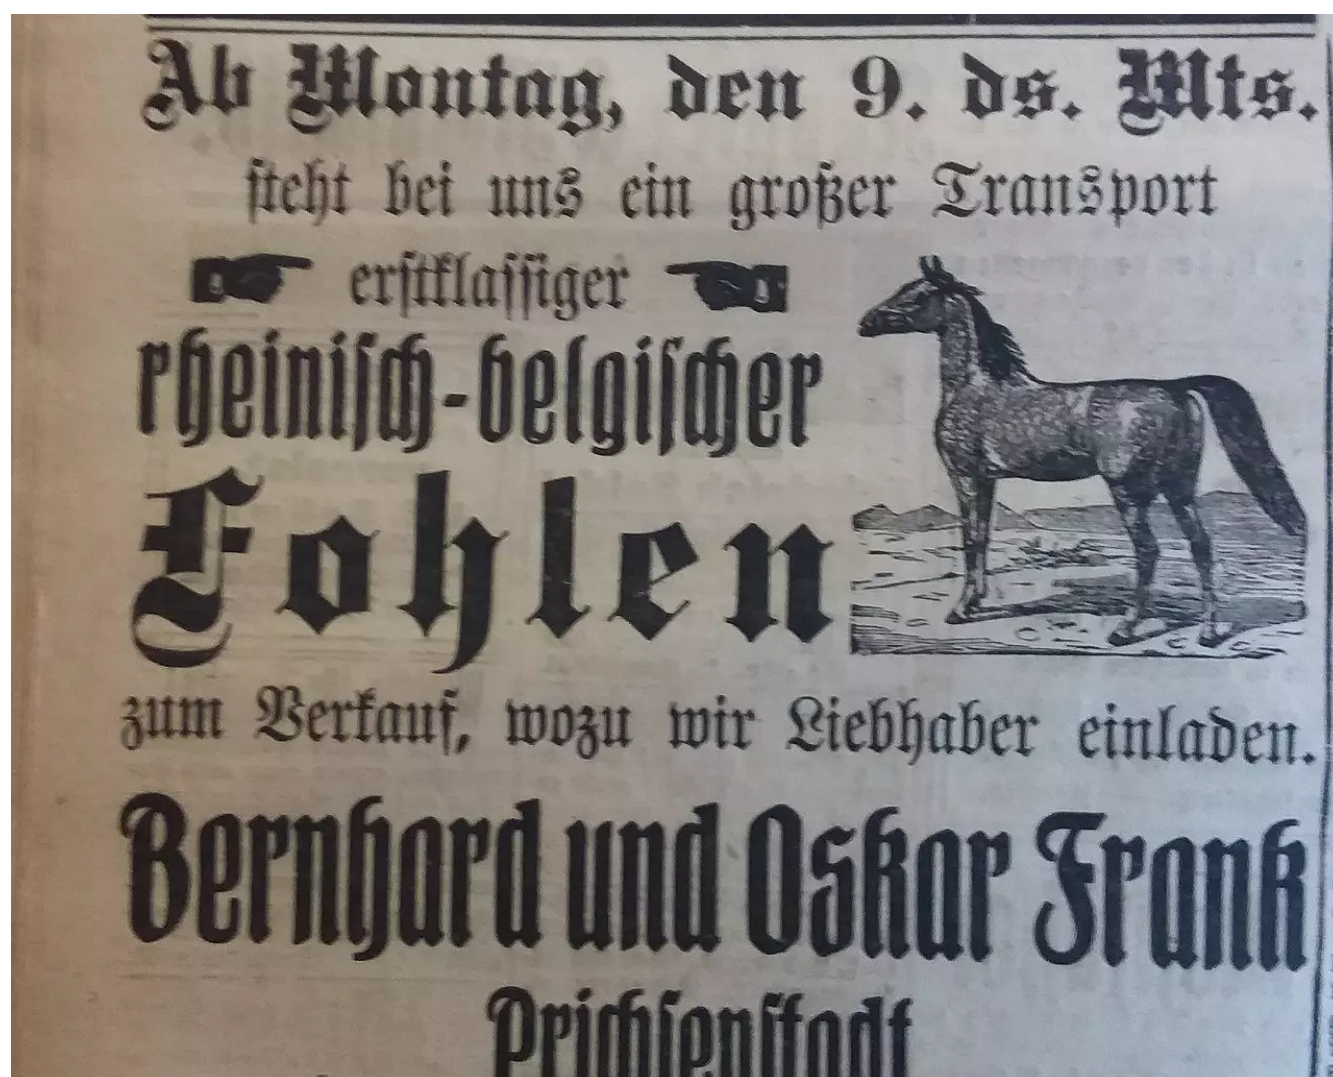 Ab Montag, den 9. ds. Mts.
steht bei uns ein großer Transport
erstklassiger
rheinisch-belgischer
Fohlen
zum Verkauf, wozu wir Liebhaber einladen.
Bernhard und Oskar Frank
Prichsenstadt